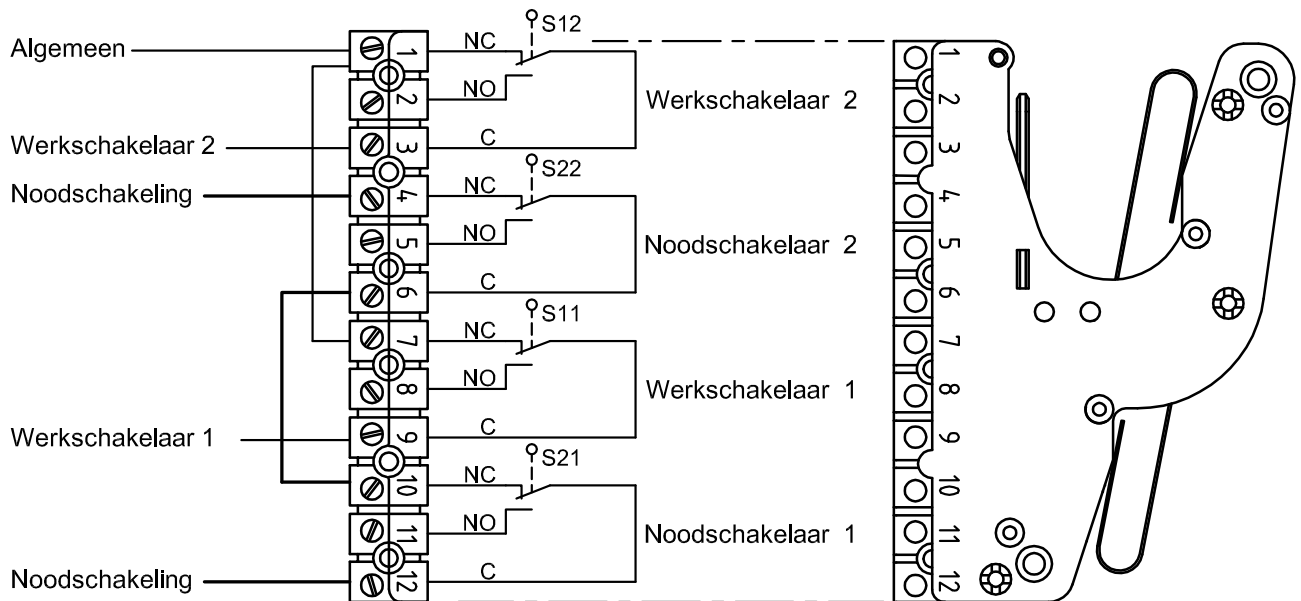 Algemeen
Werkschakelaar 2
Noodschakeling
Werkschakelaar 1
Noodschakeling
1
2
3
4
5
6
7
8
9
10
11
12
NC
S12
NO
C
NC
S22
NO
C
NC
S11
NO
C
NC
S21
NO
C
Werkschakelaar 2
Noodschakelaar 2
Werkschakelaar 1
Noodschakelaar 1
1
2
3
4
5
6
7
8
9
10
11
12